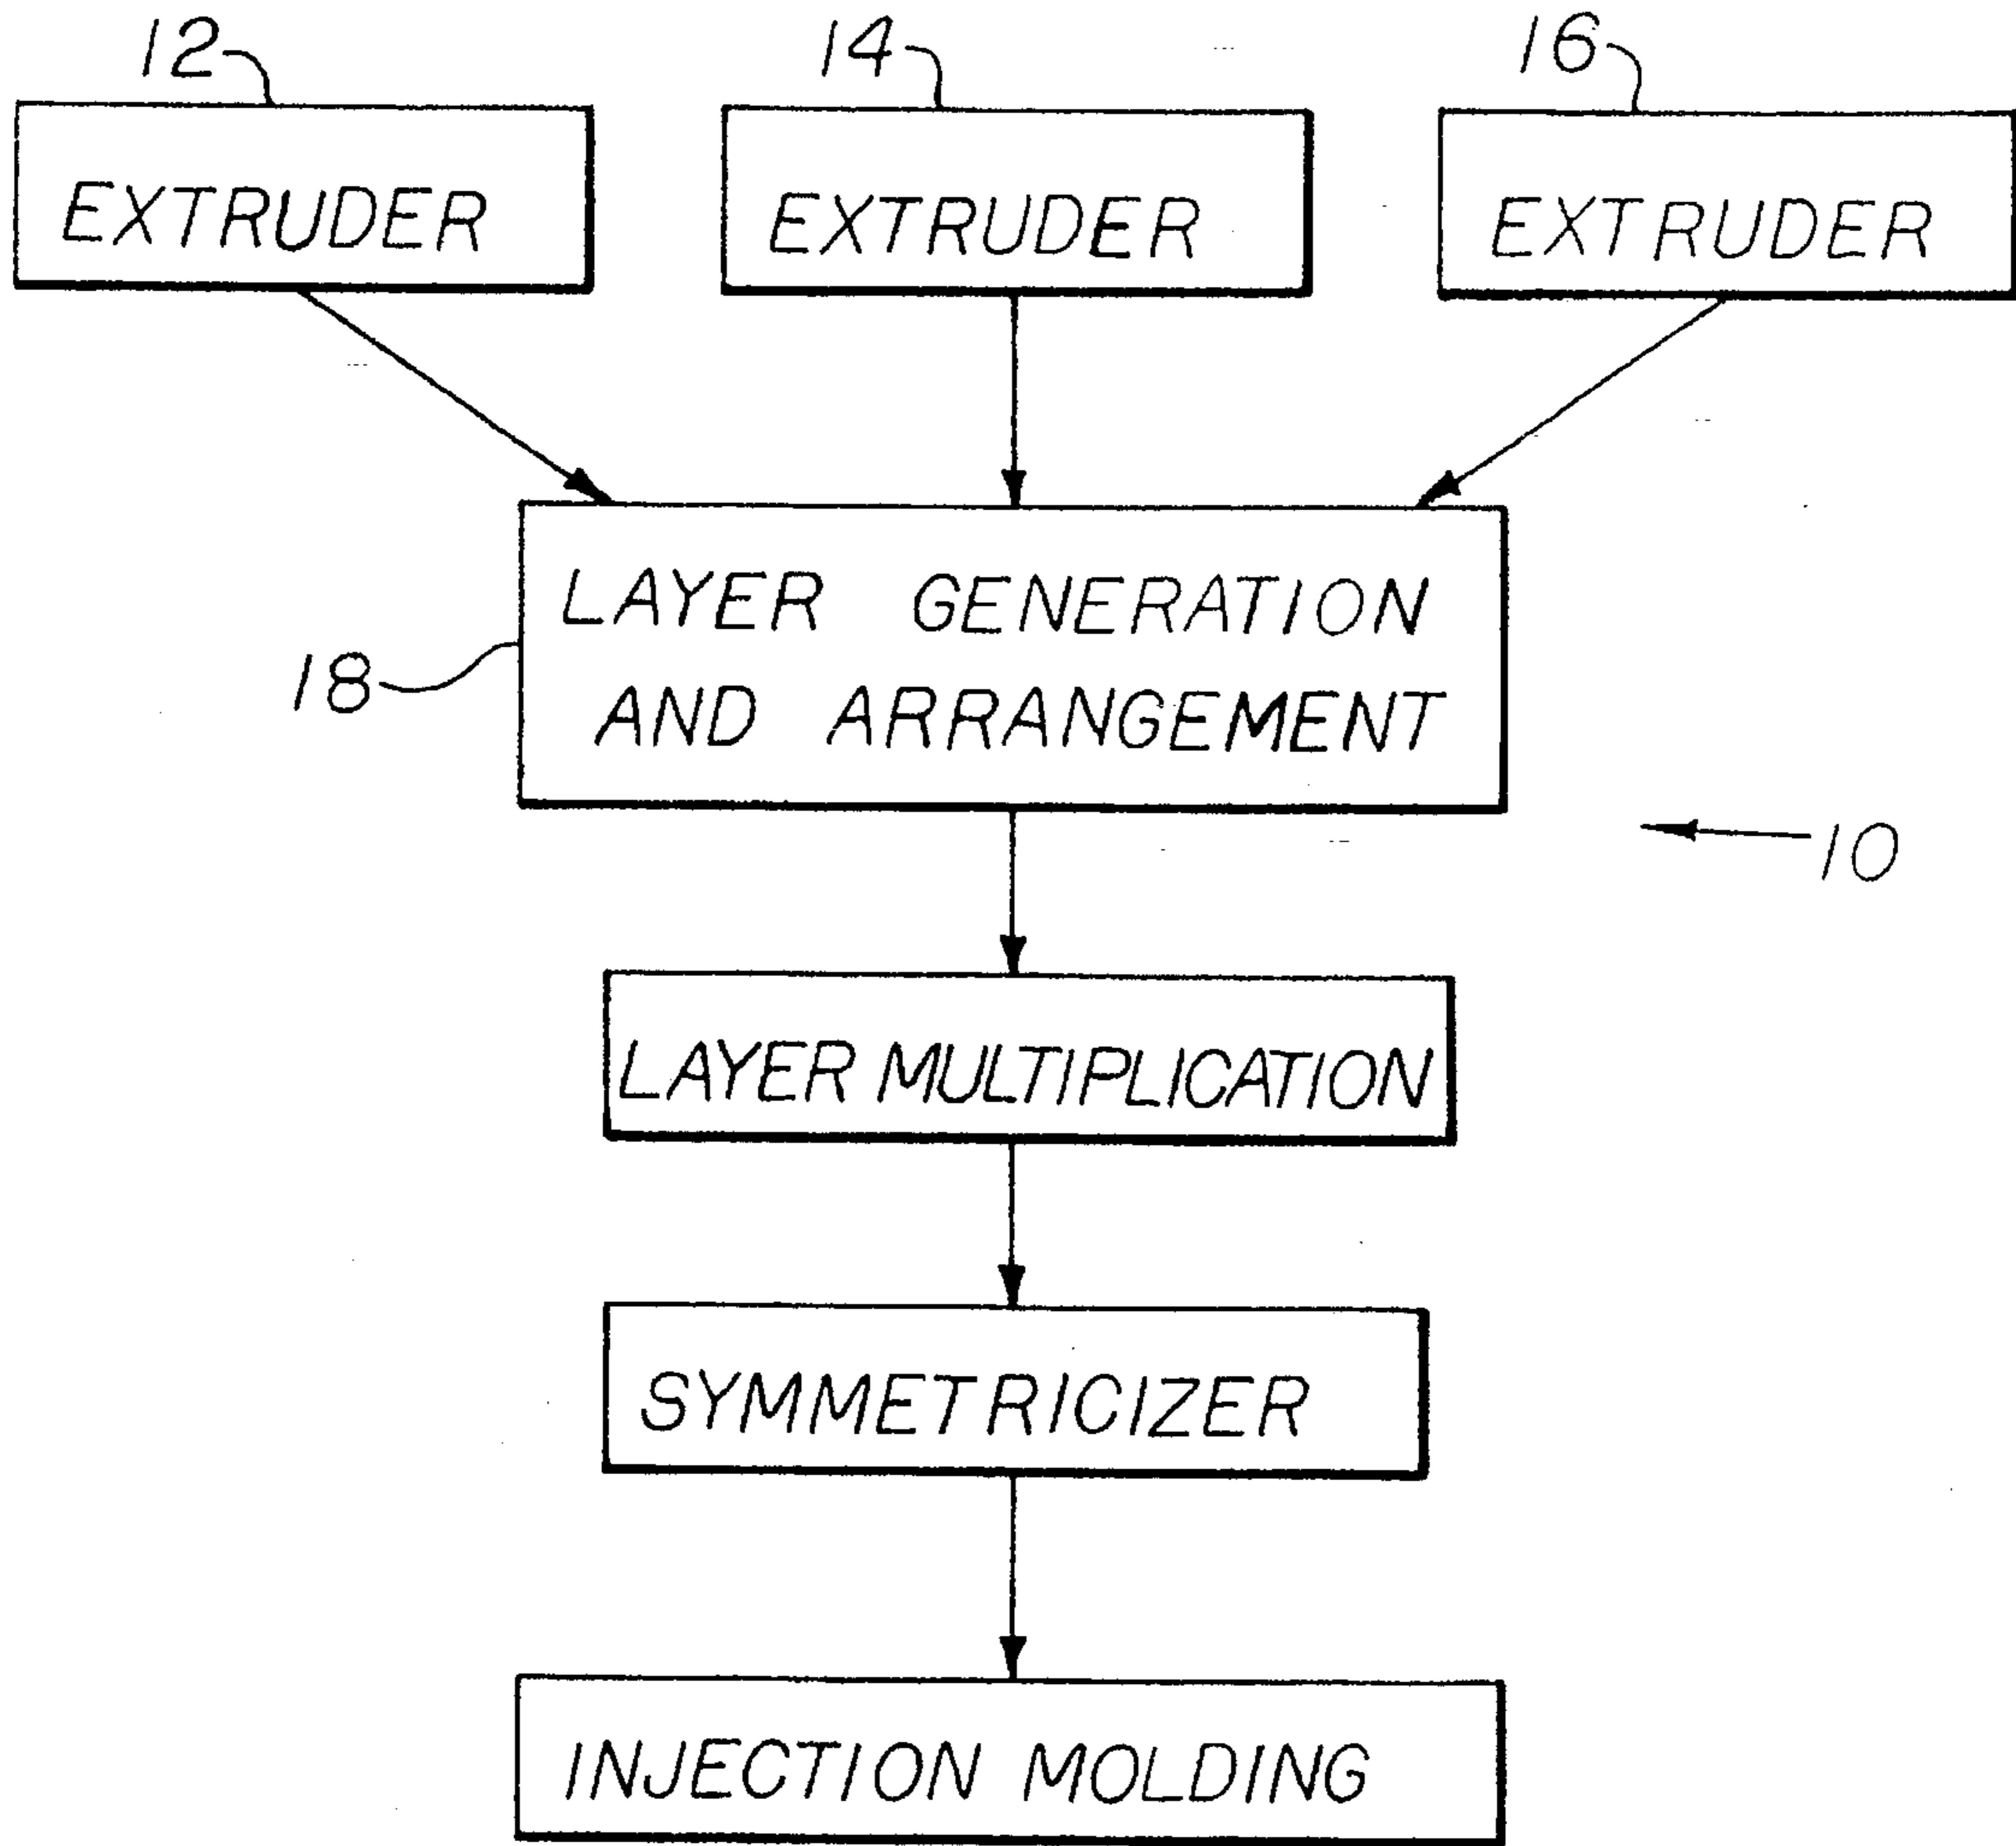 12
14
16
EXTRUDER
EXTRUDER
EXTRUDER
LAYER GENERATION
AND ARRANGEMENT
18
10
LAYER MULTIPLICATION
SYMMETRICIZER
INJECTION MOLDING